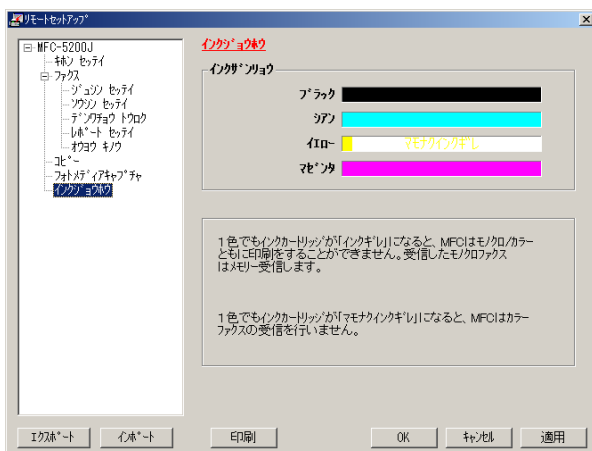 リモートセットアップ
MFC-5200J
キホン セッテイ
ファクス
ジュシン セッテイ
ソウシン セッテイ
デンワチョウ トウロク
レポート セッテイ
オウヨウ キノウ
コピー
フォトメディアキャプチャ
インクジョウホウ
インクジョウホウ
インクザンリョウ
ブラック
シアン
イエロー
マモナクインクギレ
マゼンタ
1色でもインクカートリッジが「インクギレ」になると、MFCはモノクロ/カラー
ともに印刷をすることができません。受信したモノクロファクス
はメモリー受信します。
1色でもインクカートリッジが「マモナクインクギレ」になると、MFCはカラー
ファクスの受信を行いません。
エクスポート
インポート
印刷
OK
キャンセル
適用